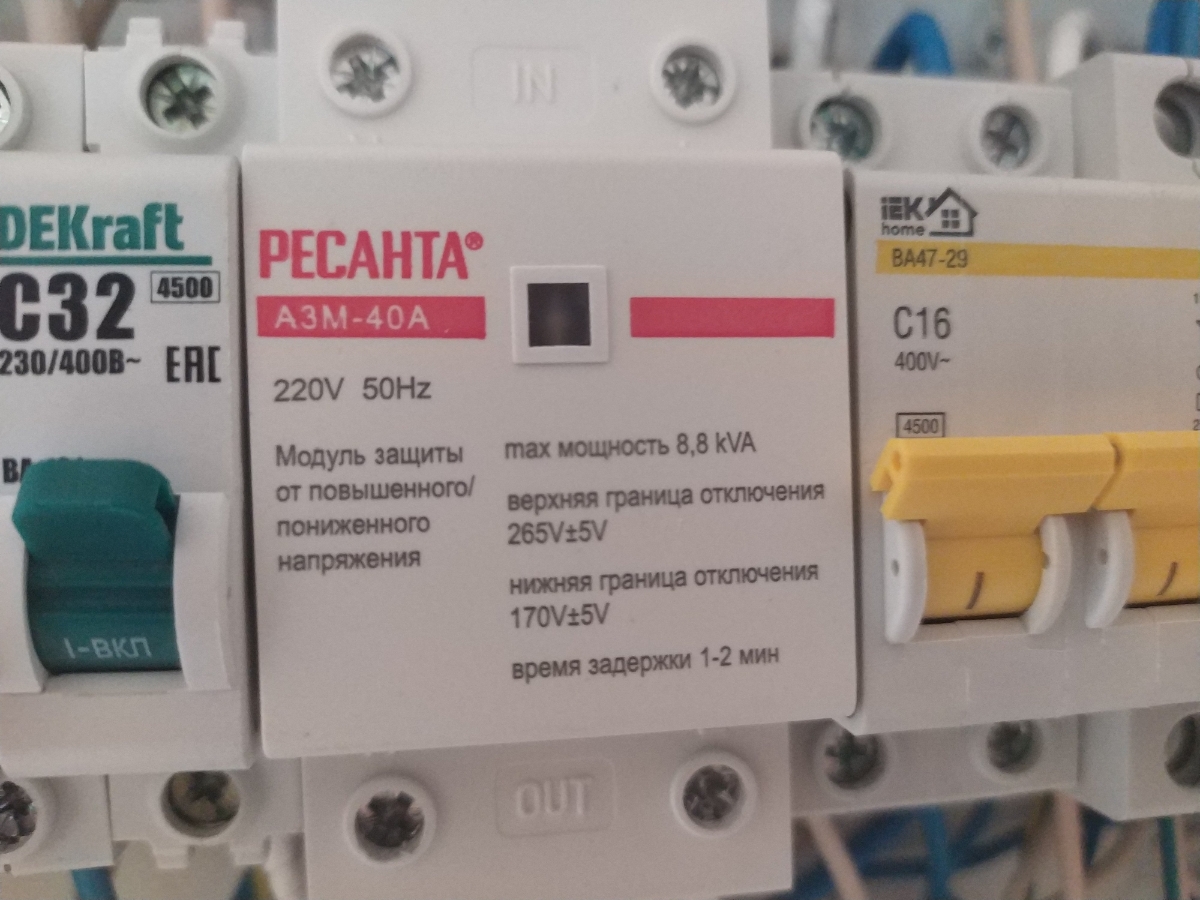 DEKraft
C32 4500
230/400В~ EAC
ВА
I-ВКЛ
IN
РЕСАНТА®
АЗМ-40А
220V 50Hz
Модуль защиты
от повышенного/
пониженного
напряжения
max мощность 8,8 kVA
верхняя граница отключения
265V±5V
нижняя граница отключения
170V±5V
время задержки 1-2 мин
OUT
IEK
home
ВА47-29
C16
400V~
4500